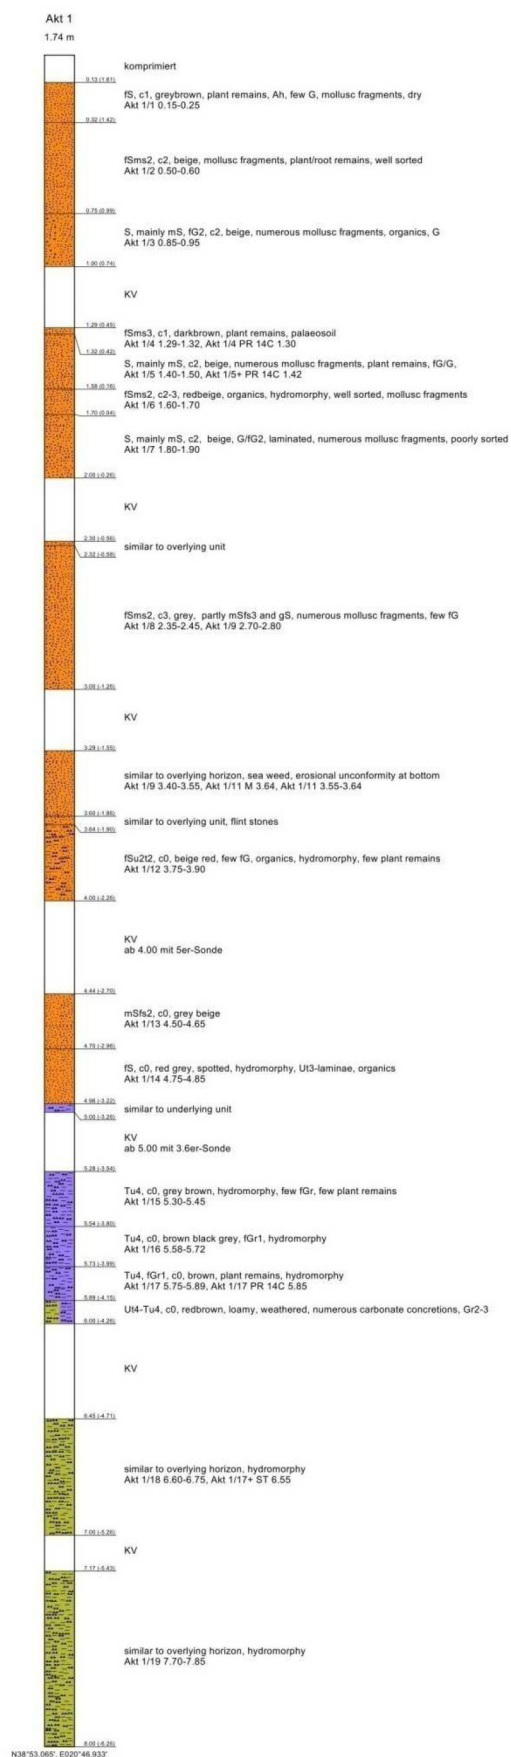 Akt 1
1.74 m
komprimiert
0.13 (1.61)
fS, c1, greybrown, plant remains, Ah, few G, mollusc fragments, dry
Akt 1/1 0.15-0.25
0.32 (1.42)
fSms2, c2, beige, mollusc fragments, plant/root remains, well sorted
Akt 1/2 0.50-0.60
0.75 (0.99)
S, mainly mS, fG2, c2, beige, numerous mollusc fragments, organics, G
Akt 1/3 0.85-0.95
1.00 (0.74)
KV
1.29 (0.45)
fSms3, c1, darkbrown, plant remains, palaeosoil
Akt 1/4 1.29-1.32, Akt 1/4 PR 14C 1.30
1.32 (0.42)
S, mainly mS, c2, beige, numerous mollusc fragments, plant remains, fG/G,
Akt 1/5 1.40-1.50, Akt 1/5+ PR 14C 1.42
1.58 (0.16)
fSms2, c2-3, redbeige, organics, hydromorphy, well sorted, mollusc fragments
Akt 1/6 1.60-1.70
1.70 (0.04)
S, mainly mS, c2, beige, G/fG2, laminated, numerous mollusc fragments, poorly sorted
Akt 1/7 1.80-1.90
2.00 (-0.26)
KV
2.30 (-0.56)
similar to overlying unit
2.32 (-0.58)
fSms2, c3, grey, partly mSfs3 and gS, numerous mollusc fragments, few fG
Akt 1/8 2.35-2.45, Akt 1/9 2.70-2.80
3.00 (-1.26)
KV
3.29 (-1.55)
similar to overlying horizon, sea weed, erosional unconformity at bottom
Akt 1/9 3.40-3.55, Akt 1/11 M 3.64, Akt 1/11 3.55-3.64
3.60 (-1.86)
similar to overlying unit, flint stones
3.64 (-1.90)
fSu2t2, c0, beige red, few fG, organics, hydromorphy, few plant remains
Akt 1/12 3.75-3.90
4.00 (-2.26)
KV
ab 4.00 mit 5er-Sonde
4.44 (-2.70)
mSfs2, c0, grey beige
Akt 1/13 4.50-4.65
4.70 (-2.96)
fS, c0, red grey, spotted, hydromorphy, Ut3-laminae, organics
Akt 1/14 4.75-4.85
4.96 (-3.22)
similar to underlying unit
5.00 (-3.26)
KV
ab 5.00 mit 3.6er-Sonde
5.28 (-3.54)
Tu4, c0, grey brown, hydromorphy, few fGr, few plant remains
Akt 1/15 5.30-5.45
5.54 (-3.80)
Tu4, c0, brown black grey, fGr1, hydromorphy
Akt 1/16 5.58-5.72
5.73 (-3.99)
Tu4, fGr1, c0, brown, plant remains, hydromorphy
Akt 1/17 5.75-5.89, Akt 1/17 PR 14C 5.85
5.89 (-4.15)
Ut4-Tu4, c0, redbrown, loamy, weathered, numerous carbonate concretions, Gr2-3
6.00 (-4.26)
KV
6.45 (-4.71)
similar to overlying horizon, hydromorphy
Akt 1/18 6.60-6.75, Akt 1/17+ ST 6.55
7.00 (-5.26)
KV
7.17 (-5.43)
similar to overlying horizon, hydromorphy
Akt 1/19 7.70-7.85
8.00 (-6.26)
N38°53.065', E020°46.933'